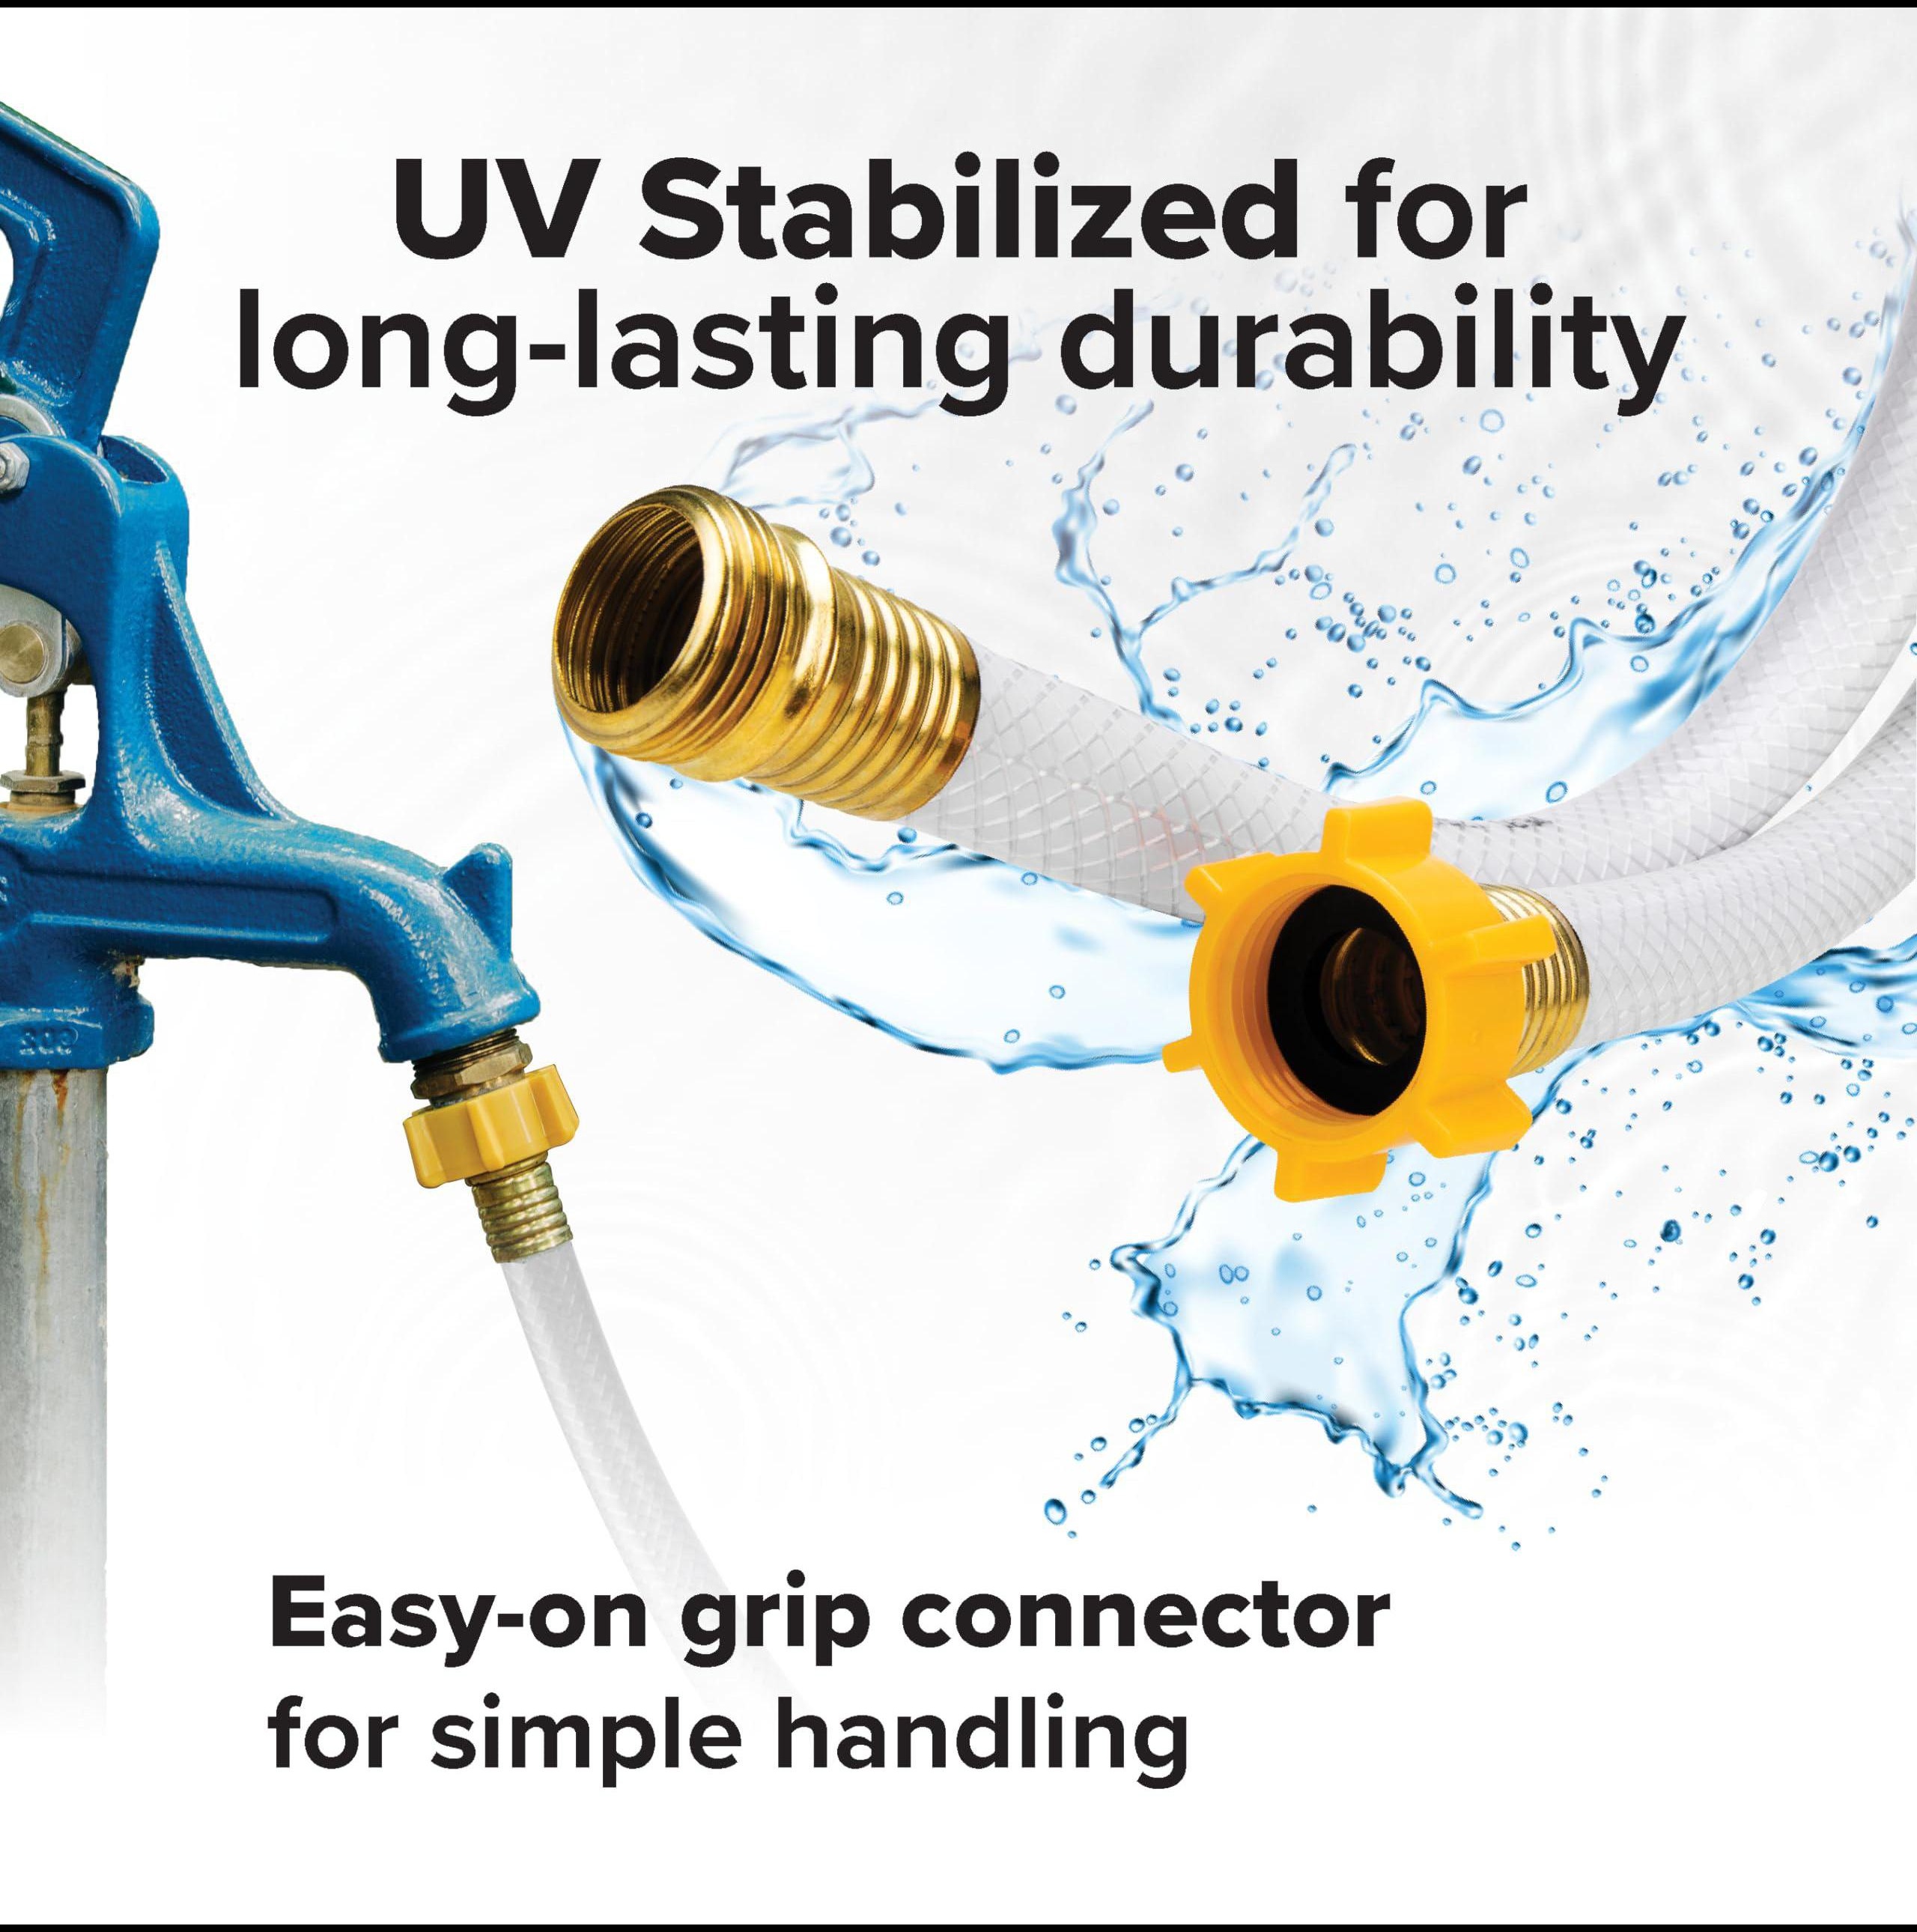 UV Stabilized for
long-lasting durability
Easy-on grip connector
for simple handling